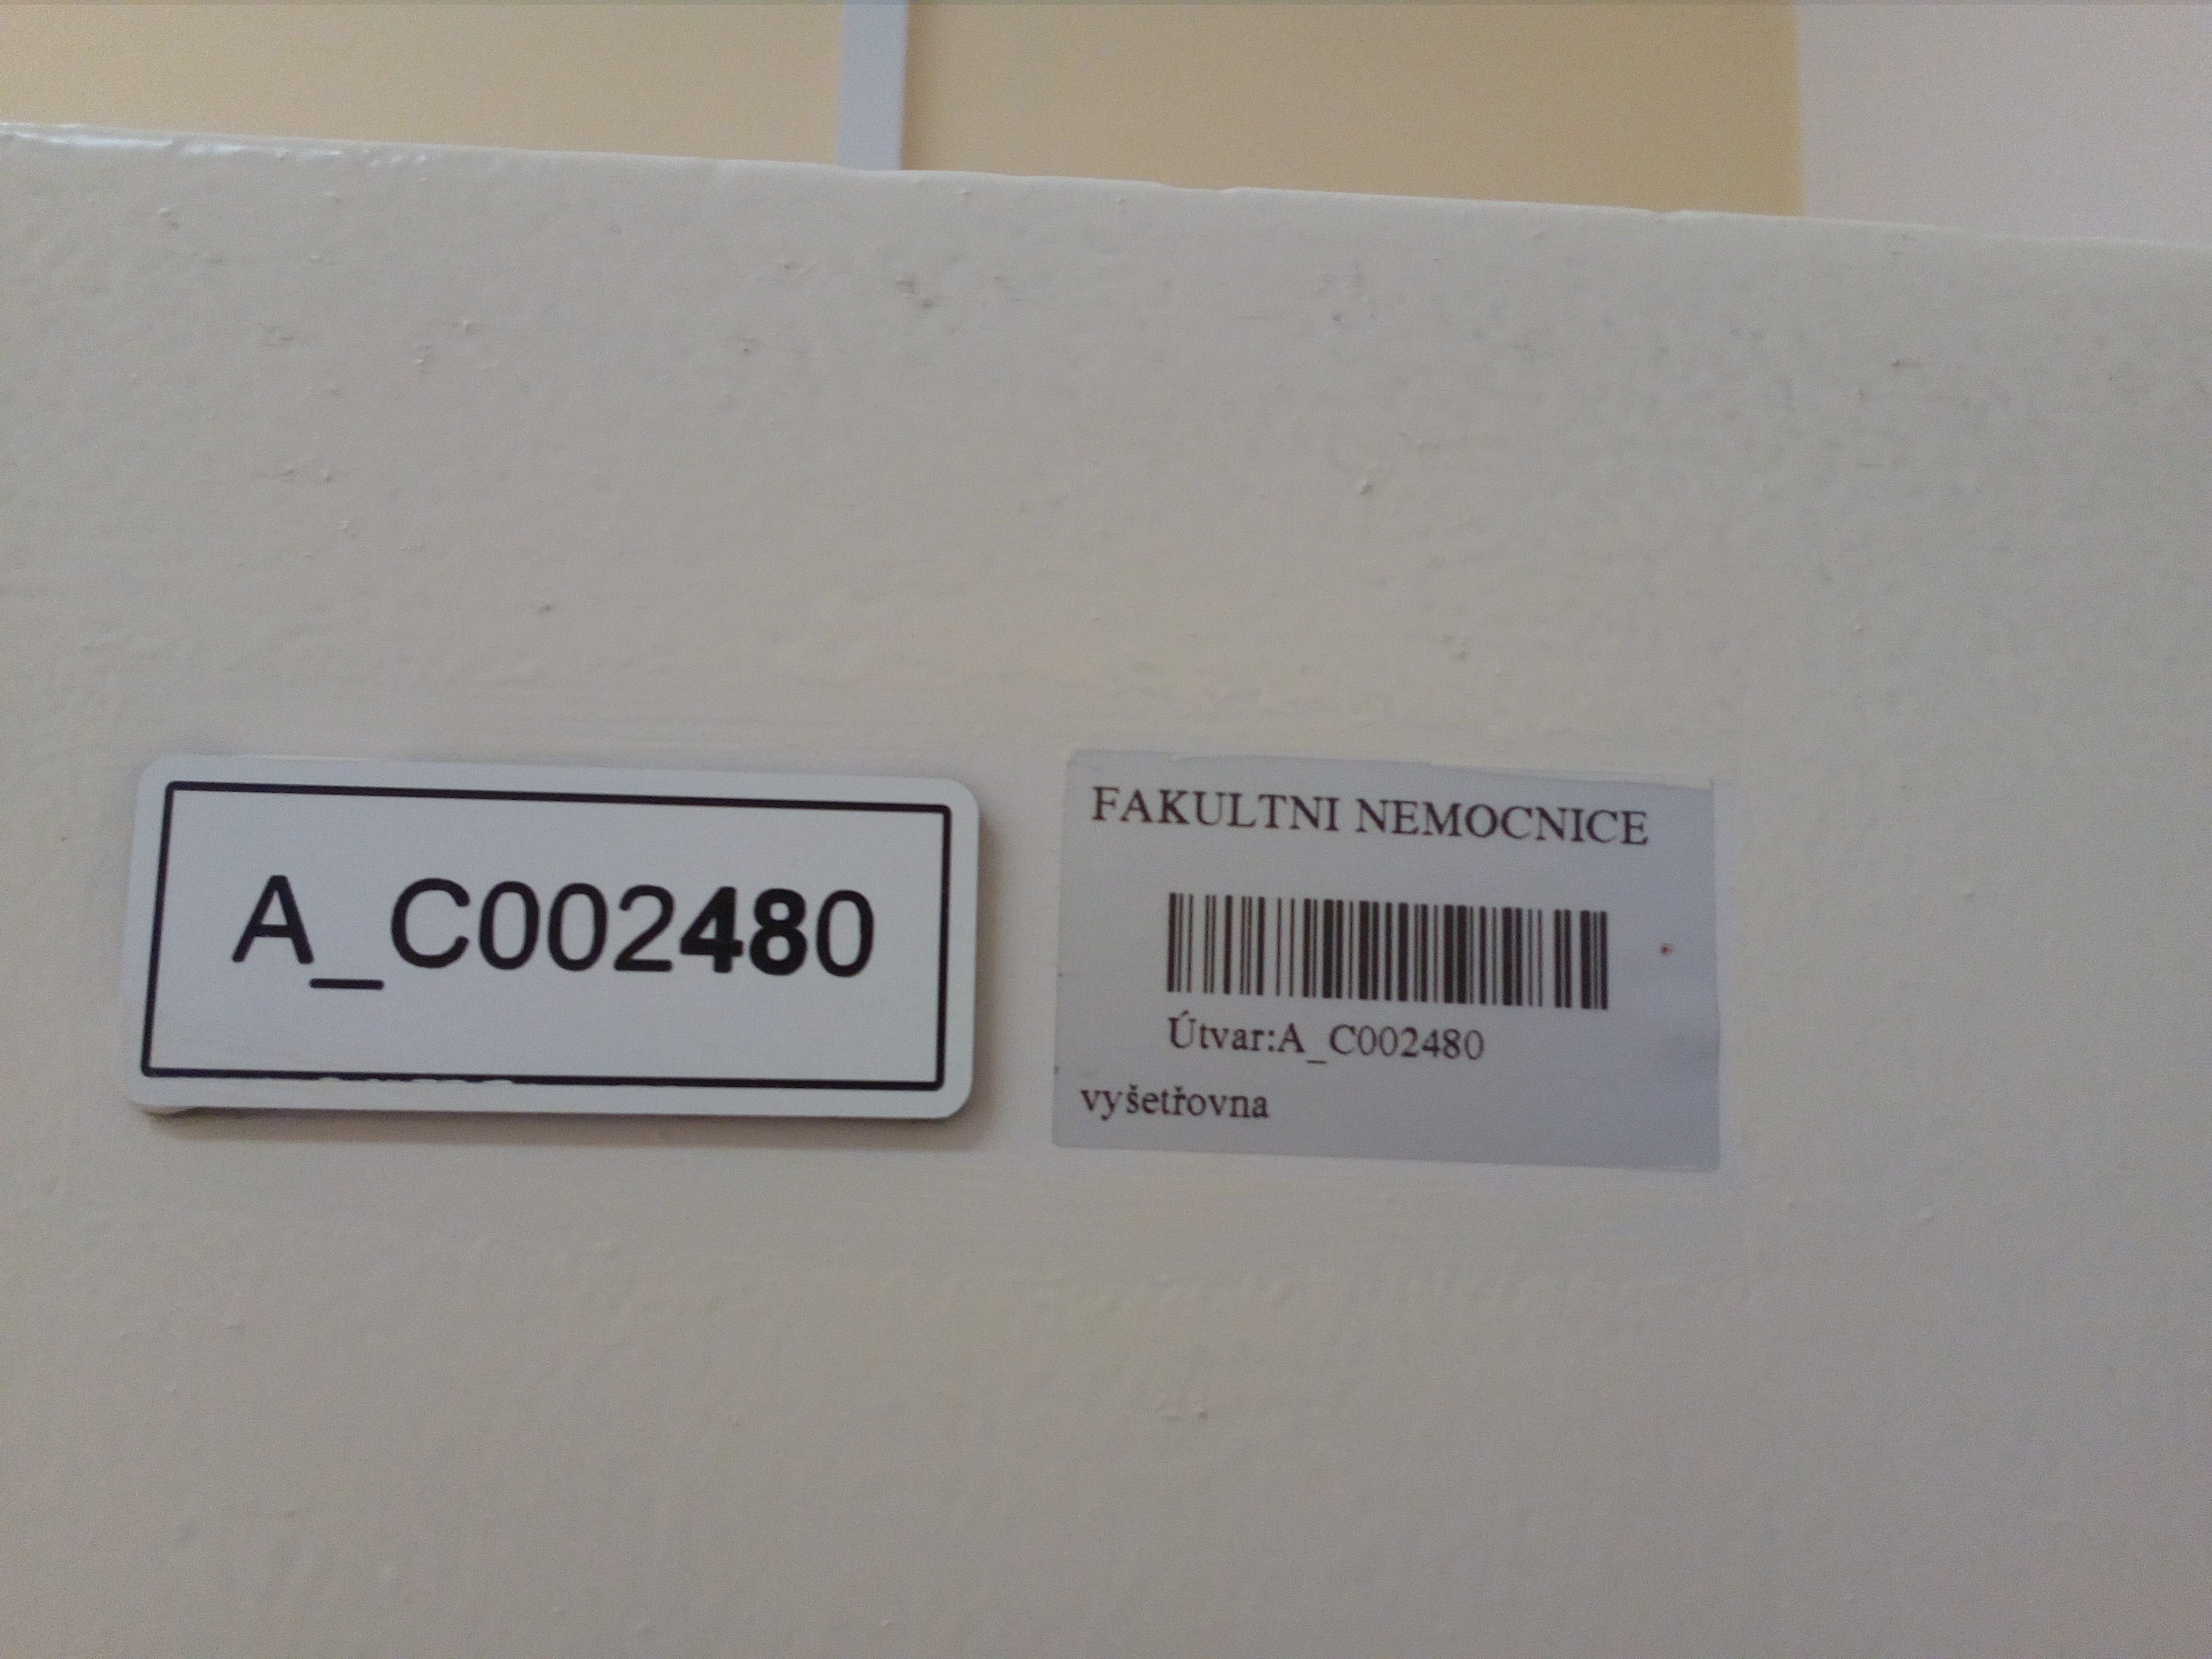 A_C002480
FAKULTNI NEMOCNICE
Útvar:A_C002480
vyšetřovna